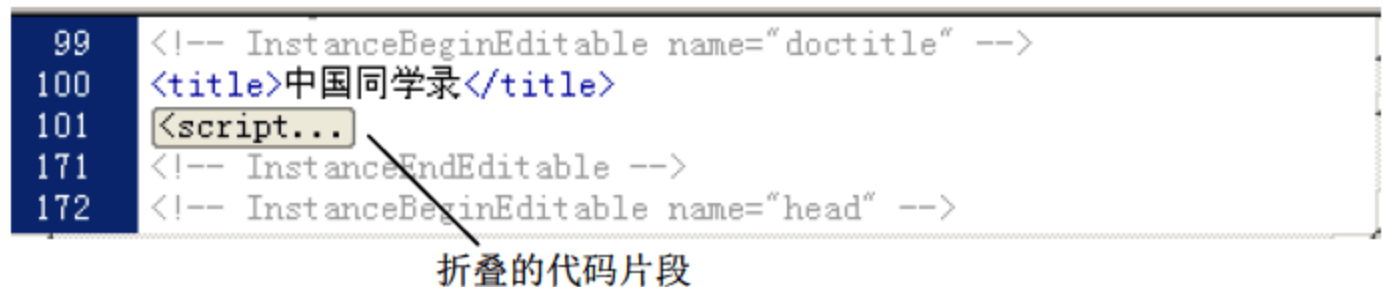 99 <!-- InstanceBeginEditable name="doctitle" -->
100 <title>中国同学录</title>
101 <script...
171 <!-- InstanceEndEditable -->
172 <!-- InstanceBeginEditable name="head" -->
折叠的代码片段